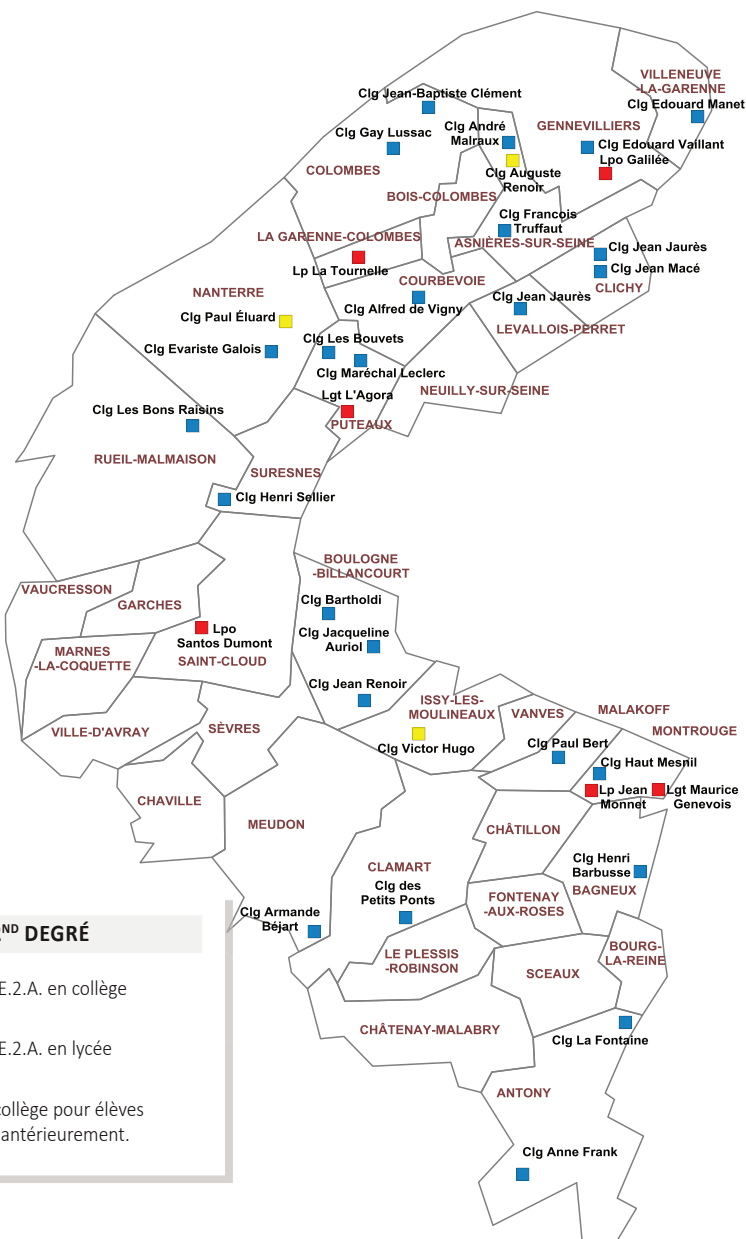 VILLENEUVE
-LA-GARENNE
Clg Edouard Manet
Clg Jean-Baptiste Clément
Clg André
Malraux
GENNEVILLIERS
Clg Gay Lussac
Clg Edouard Vaillant
Lpo Galilée
COLOMBES
Clg Auguste
Renoir
BOIS-COLOMBES
Clg François
Truffaut
LA GARENNE-COLOMBES
ASNIÈRES-SUR-SEINE
Clg Jean Jaurès
Lp La Tournelle
Clg Jean Macé
COURBEVOIE
CLICHY
NANTERRE
Clg Jean Jaurès
Clg Alfred de Vigny
Clg Paul Éluard
LEVALLOIS-PERRET
Clg Les Bouvets
Clg Evariste Galois
Clg Maréchal Leclerc
NEUILLY-SUR-SEINE
Lgt L'Agora
Clg Les Bons Raisins
PUTEAUX
RUEIL-MALMAISON
SURESNES
Clg Henri Sellier
BOULOGNE
-BILLANCOURT
VAUCRESSON
GARCHES
Clg Bartholdi
Lpo
Santos Dumont
Clg Jacqueline
Auriol
MARNES
-LA-COQUETTE
SAINT-CLOUD
Clg Jean Renoir
ISSY-LES-
MOULINEAUX
VANVES
MALAKOFF
MONTROUGE
VILLE-D'AVRAY
SÈVRES
Clg Victor Hugo
Clg Paul Bert
Clg Haut Mesnil
Lp Jean
Monnet
Lgt Maurice
Genevois
CHAVILLE
MEUDON
CHÂTILLON
CLAMART
Clg Henri
Barbusse
BAGNEUX
Clg des
Petits Ponts
FONTENAY
-AUX-ROSES
Clg Armande
Béjart
LE PLESSIS
-ROBINSON
BOURG-
LA-REINE
SCEAUX
CHÂTENAY-MALABRY
Clg La Fontaine
ANTONY
Clg Anne Frank
ND DEGRÉ
E.2.A. en collège
E.2.A. en lycée
collège pour élèves
antérieurement.